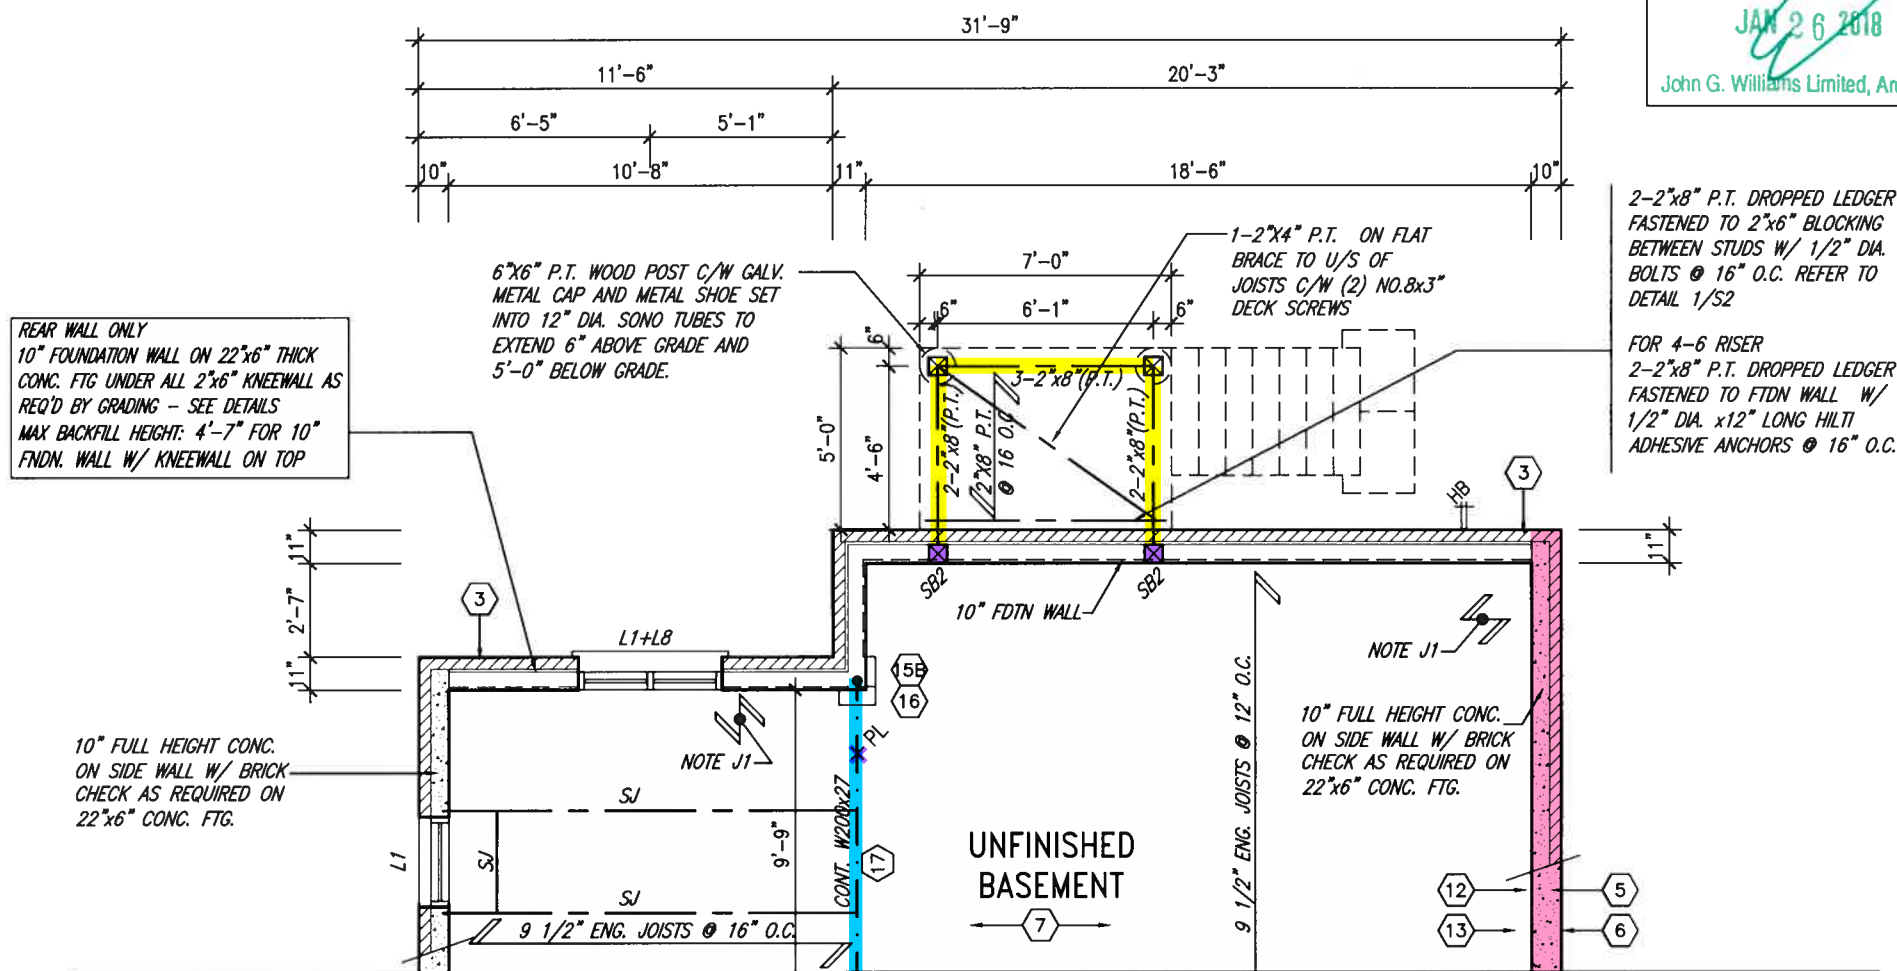 31'-9"
11'-6"
20'-3"
6'-5"
5'-1"
10"
10'-8"
11"
18'-6"
10"
JAN 26 2018
John G. Williams Limited,
2-2"x8" P.T. DROPPED LEDGER
FASTENED TO 2"x6" BLOCKING
BETWEEN STUDS W/ 1/2" DIA.
BOLTS @ 16" O.C. REFER TO
DETAIL 1/S2
FOR 4-6 RISER
2-2"x8" P.T. DROPPED LEDGER
FASTENED TO FTDN WALL W/
1/2" DIA. x12" LONG HILTI
ADHESIVE ANCHORS @ 16" O.C.
1-2"X4" P.T. ON FLAT
BRACE TO U/S OF
JOISTS C/W (2) NO.8x3"
DECK SCREWS
6"X6" P.T. WOOD POST C/W GALV.
METAL CAP AND METAL SHOE SET
INTO 12" DIA. SONO TUBES TO
EXTEND 6" ABOVE GRADE AND
5'-0" BELOW GRADE.
REAR WALL ONLY
10" FOUNDATION WALL ON 22"x6" THICK
CONC. FTG UNDER ALL 2"x6" KNEEWALL AS
REQ'D BY GRADING - SEE DETAILS
MAX BACKFILL HEIGHT: 4'-7" FOR 10"
FNDN. WALL W/ KNEEWALL ON TOP
7'-0"
6"
6'-1"
6"
6"
5'-0"
4'-6"
3-2"x8"(P.T.)
2-2"x8"(P.T.)
2"X8" P.T.
@ 16 O.C
2-2"x8"(P.T.)
HB
3
11"
SB2
SB2
10" FDTN WALL
11"
2'-7"
11"
3
L1+L8
15B
16
NOTE J1
NOTE J1
PL
10" FULL HEIGHT CONC.
ON SIDE WALL W/ BRICK
CHECK AS REQUIRED ON
22"x6" CONC. FTG.
10" FULL HEIGHT CONC.
ON SIDE WALL W/ BRICK
CHECK AS REQUIRED ON
22"x6" CONC. FTG.
L1
SJ
SJ
SJ
9'-9"
CONT. W200x27
17
UNFINISHED
BASEMENT
7
9 1/2" ENG. JOISTS @ 12" O.C.
9 1/2" ENG. JOISTS @ 16" O.C.
12
5
13
6